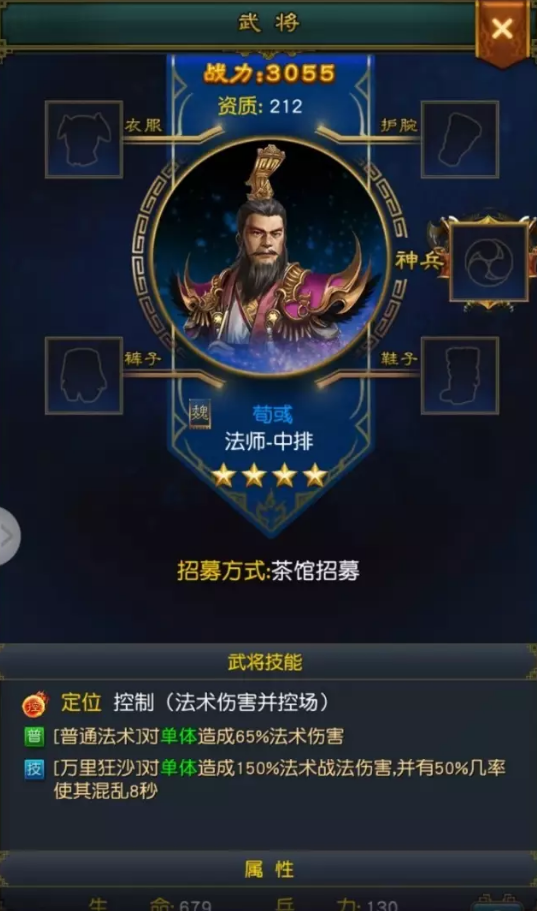 武将
战力:3055
资质: 212
衣服
护腕
神兵
裤子
鞋子
魏
荀彧
法师-中排
招募方式:茶馆招募
武将技能
控 定位 控制（法术伤害并控场）
普 [普通法术]对单体造成65%法术伤害
技 [万里狂沙]对单体造成150%法术战法伤害,并有50%几率
使其混乱8秒
属性
生 命: 679 兵 力: 130